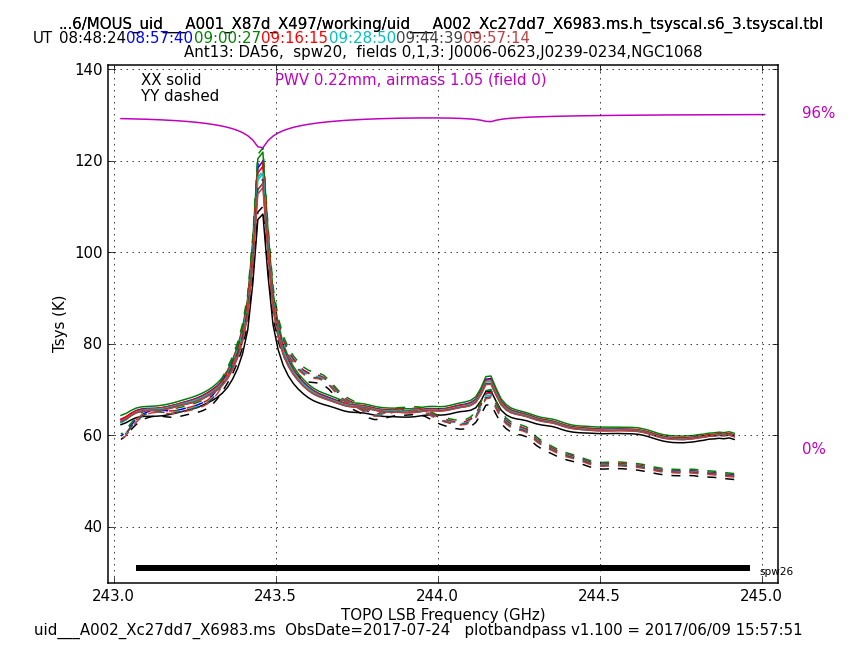 ...6/MOUS_uid___A001_X87d_X497/working/uid___A002_Xc27dd7_X6983.ms.h_tsyscal.s6_3.tsyscal.tbl
UT 08:48:24 08:57:40 09:00:27 09:16:15 09:28:50 09:44:39 09:57:14
Ant13: DA56, spw20, fields 0,1,3: J0006-0623,J0239-0234,NGC1068
140
XX solid
PWV 0.22mm, airmass 1.05 (field 0)
YY dashed
96%
120
100
80
Tsys (K)
60
0%
40
spw26
243.0 243.5 244.0 244.5 245.0
TOPO LSB Frequency (GHz)
uid___A002_Xc27dd7_X6983.ms ObsDate=2017-07-24 plotbandpass v1.100 = 2017/06/09 15:57:51